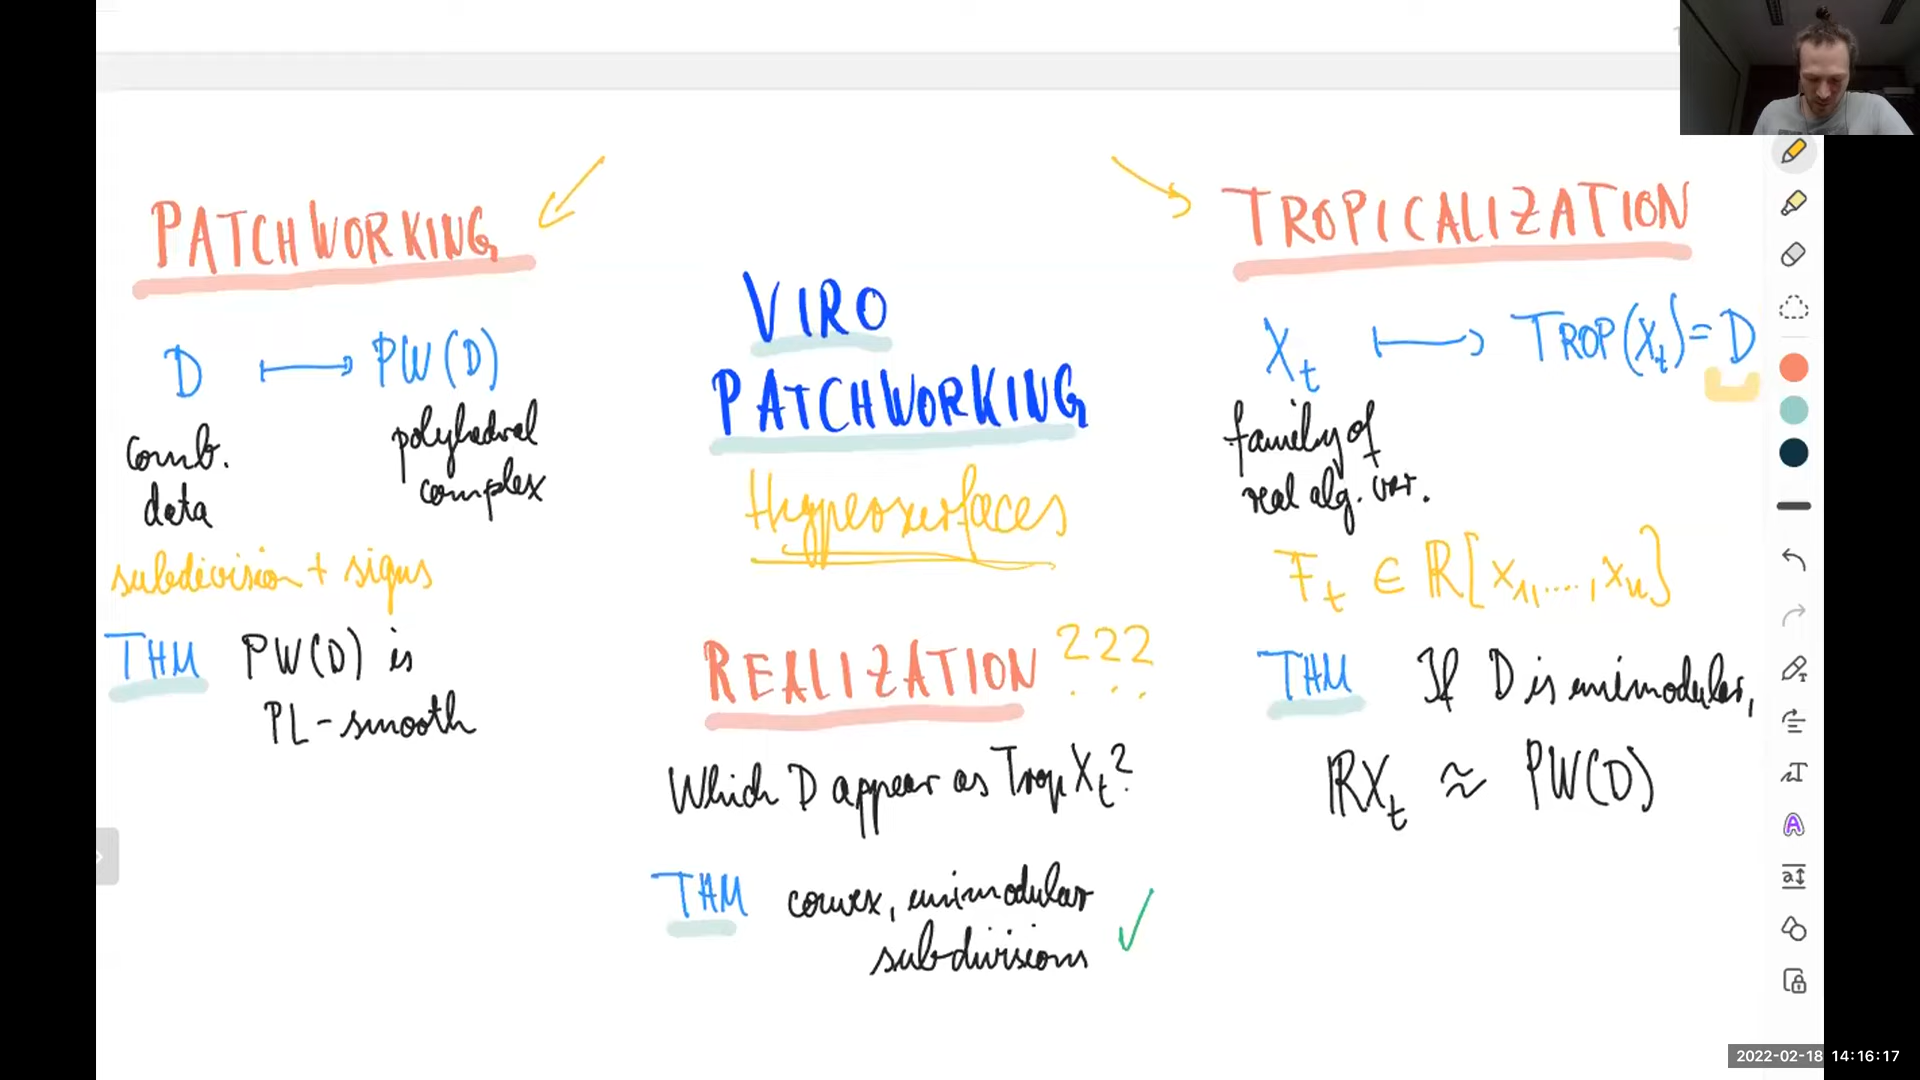 PATCHWORKING
D ⟼ PW(D)
comb.
data
polyhedral
complex
subdivision + signs
THM PW(D) is
PL-smooth
VIRO
PATCHWORKING
Hypersurfaces
REALIZATION ???
Which D appear as Trop X_t?
THM convex, unimodular
subdivisions ✓
TROPICALIZATION
X_t ⟼ TROP(X_t) = D
family of
real alg. var.
F_t ∈ ℝ[x_1, ...., x_n]
THM If D is unimodular,
ℝX_t ≈ PW(D)
2022-02-18 14:16:17